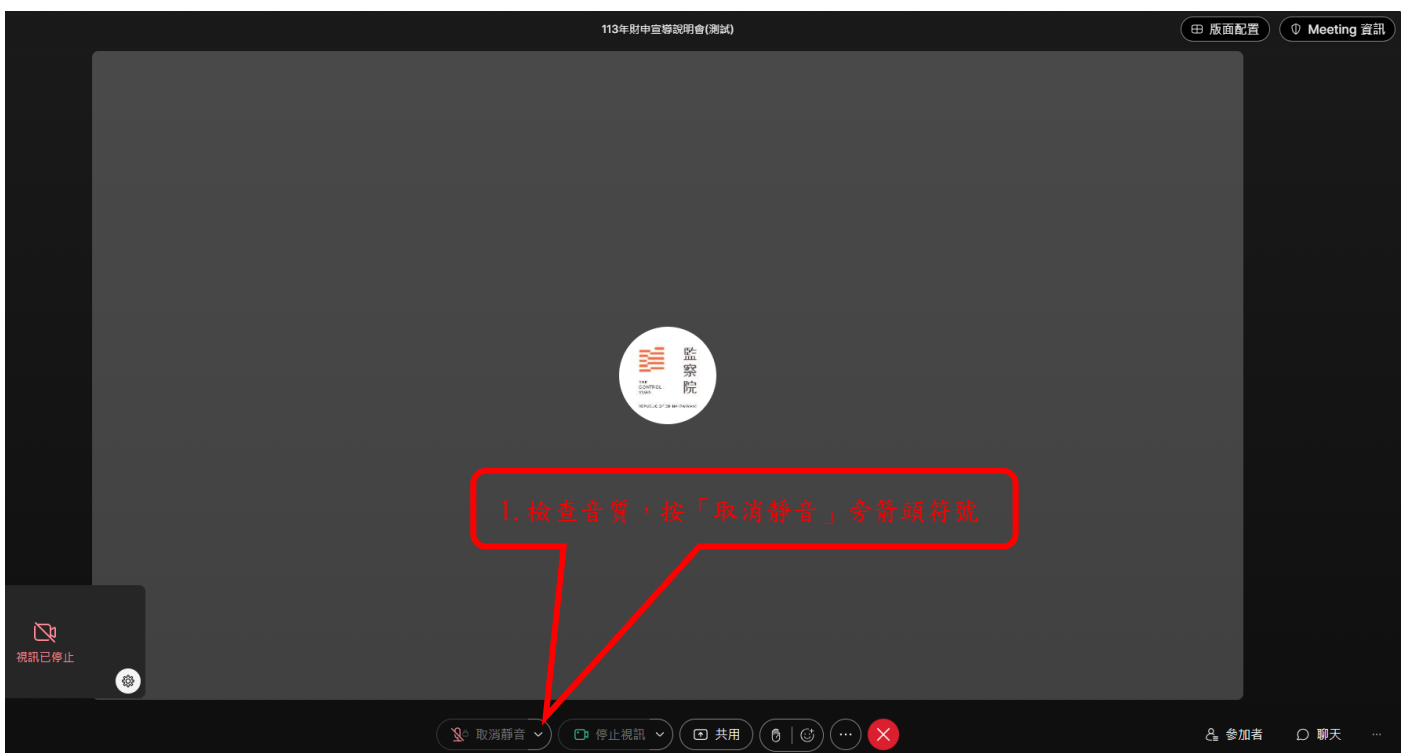 113年財申宣導說明會(測試)
版面配置
Meeting 資訊
監察院
THE
CONTROL
YUAN
1.檢查音質，按「取消靜音」旁箭頭符號
視訊已停止
取消靜音
停止視訊
共用
參加者
聊天